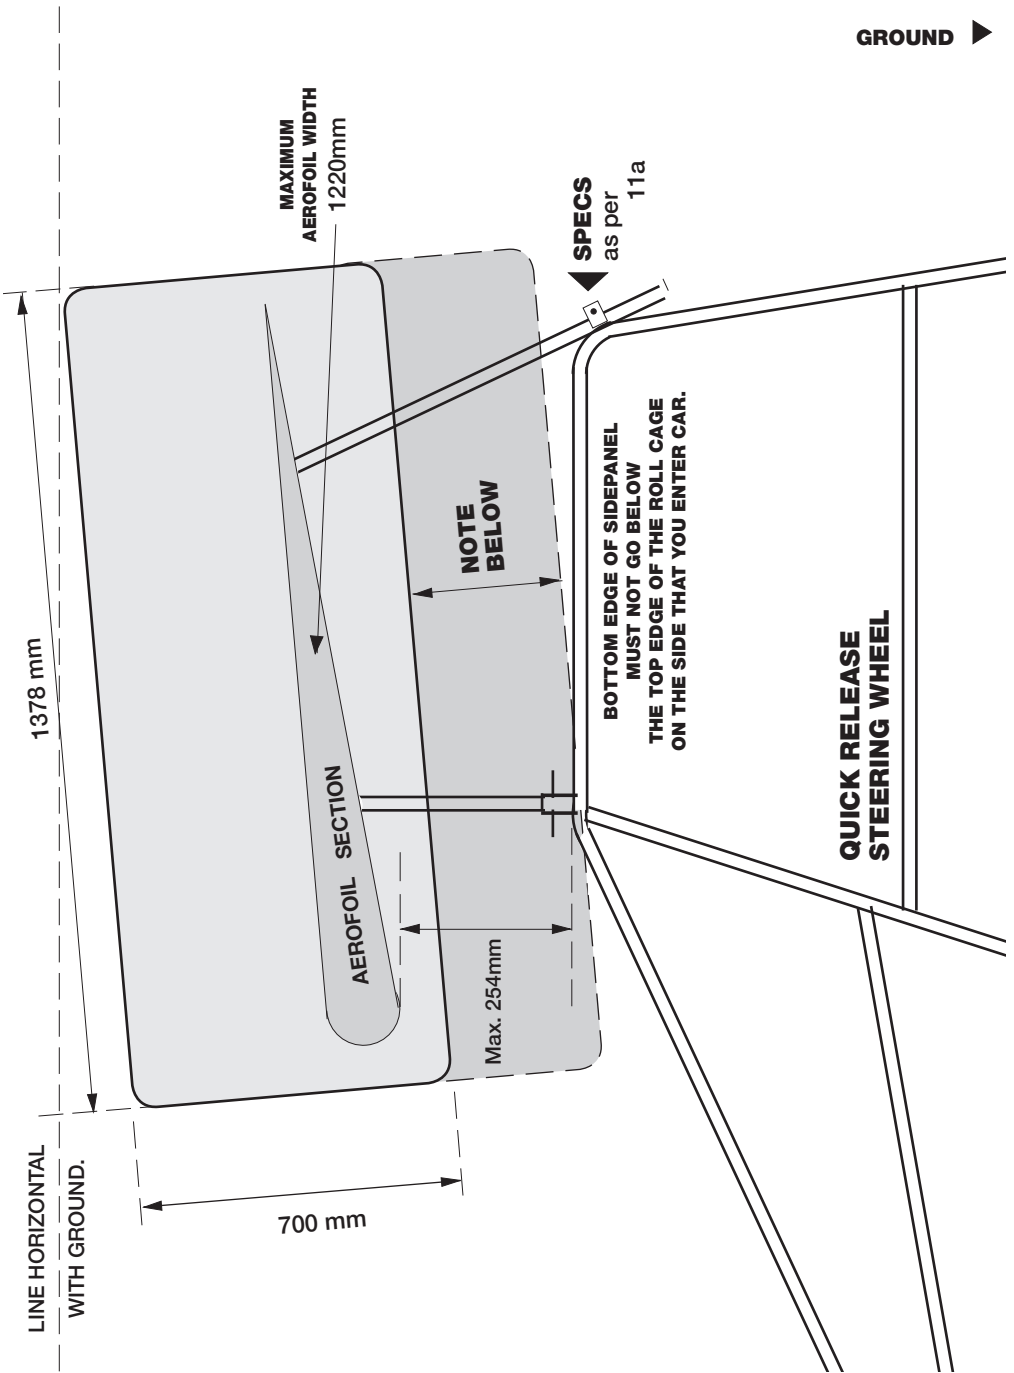 GROUND
LINE HORIZONTAL
WITH GROUND.
1378 mm
MAXIMUM
AEROFOIL WIDTH
1220mm
700 mm
AEROFOIL SECTION
NOTE
BELOW
Max. 254mm
SPECS
as per
11a
BOTTOM EDGE OF SIDEPANEL
MUST NOT GO BELOW
THE TOP EDGE OF THE ROLL CAGE
ON THE SIDE THAT YOU ENTER CAR.
QUICK RELEASE
STEERING WHEEL